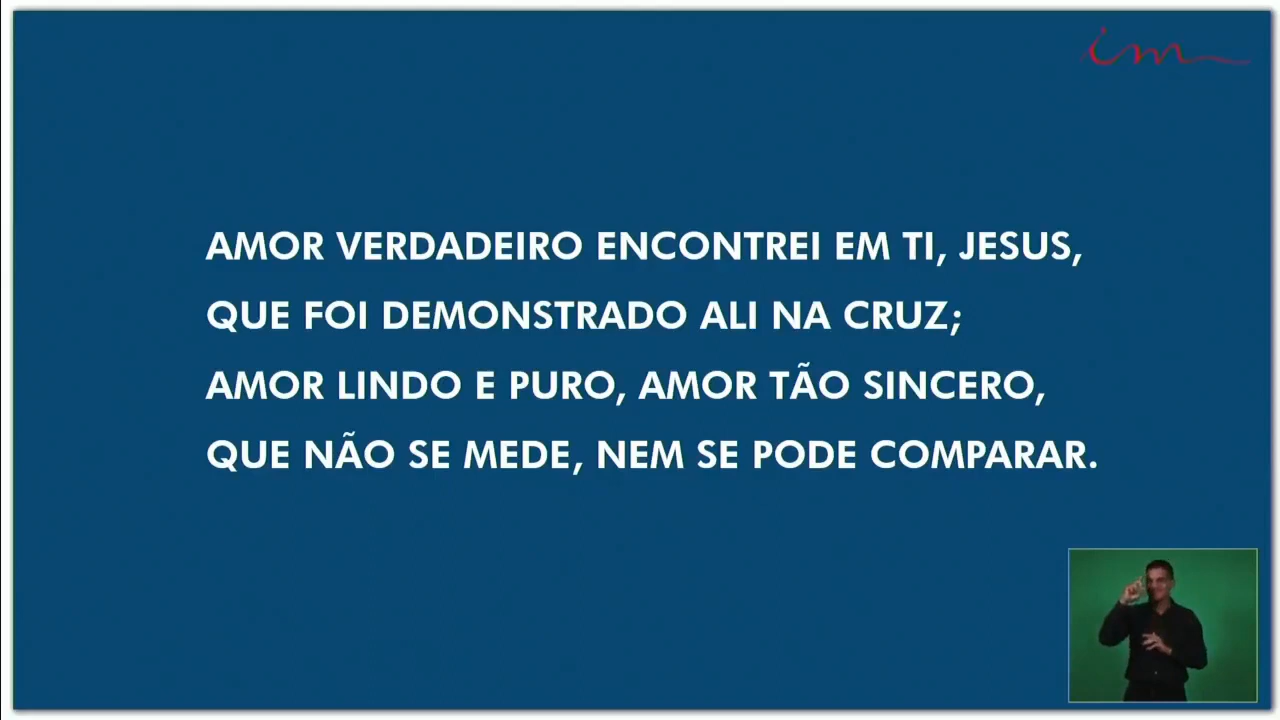 im
AMOR VERDADEIRO ENCONTREI EM TI, JESUS,
QUE FOI DEMONSTRADO ALI NA CRUZ;
AMOR LINDO E PURO, AMOR TÃO SINCERO,
QUE NÃO SE MEDE, NEM SE PODE COMPARAR.